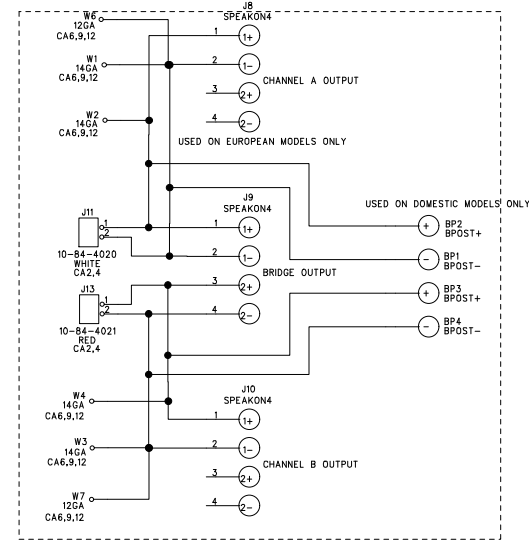 J8
SPEAKON4
W6
12GA
CA6,9,12
1
1+
W1
14GA
CA6,9,12
2
1-
CHANNEL A OUTPUT
3
2+
W2
14GA
CA6,9,12
4
2-
USED ON EUROPEAN MODELS ONLY
USED ON DOMESTIC MODELS ONLY
J9
SPEAKON4
J11
1
2
10-84-4020
WHITE
CA2,4
1
1+
2
1-
BRIDGE OUTPUT
3
2+
4
2-
+
BP2
BPOST+
-
BP1
BPOST-
+
BP3
BPOST+
-
BP4
BPOST-
J13
1
2
10-84-4021
RED
CA2,4
J10
SPEAKON4
W4
14GA
CA6,9,12
1
1+
W3
14GA
CA6,9,12
2
1-
CHANNEL B OUTPUT
3
2+
W7
12GA
CA6,9,12
4
2-